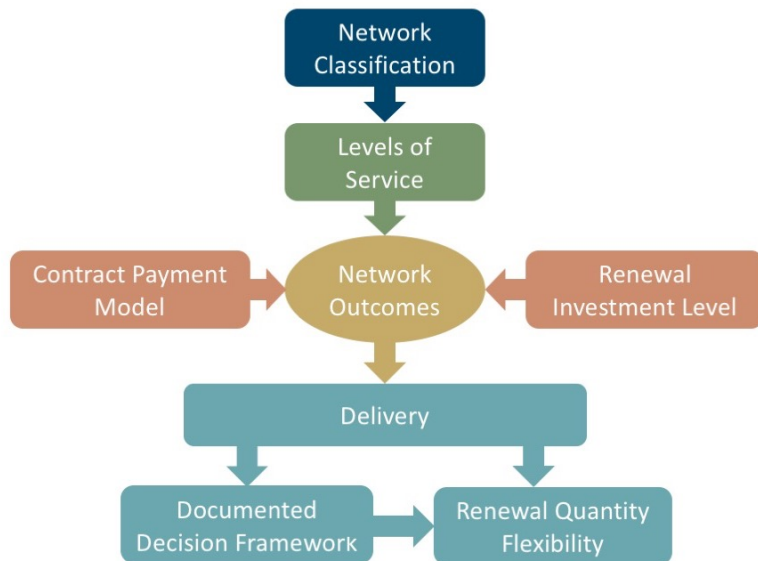 Network
Classification
Levels of
Service
Contract Payment
Model
Network
Outcomes
Renewal
Investment Level
Delivery
Documented
Decision Framework
Renewal Quantity
Flexibility